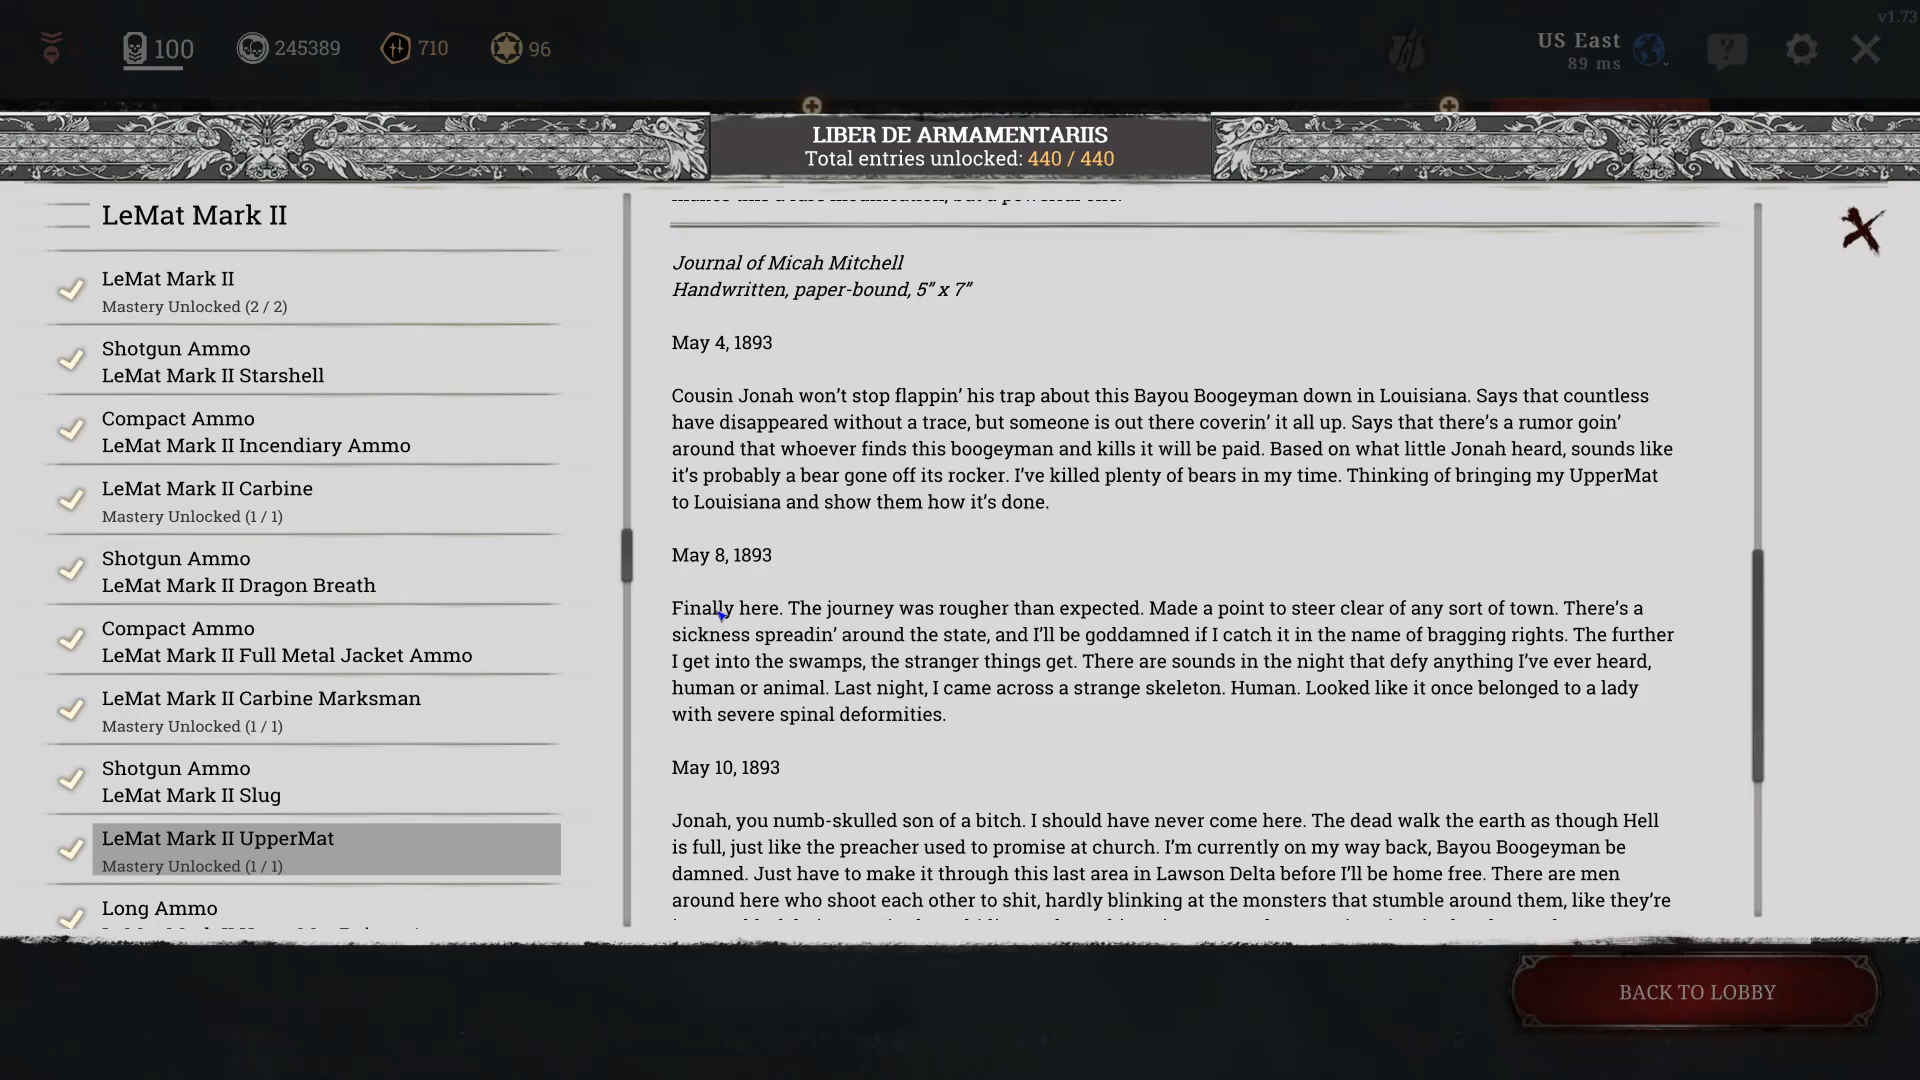 v1.73
100
245389
710
96
US East
89 ms
LIBER DE ARMAMENTARIIS
Total entries unlocked: 440 / 440
LeMat Mark II
LeMat Mark II
Mastery Unlocked (2 / 2)
Shotgun Ammo
LeMat Mark II Starshell
Compact Ammo
LeMat Mark II Incendiary Ammo
LeMat Mark II Carbine
Mastery Unlocked (1 / 1)
Shotgun Ammo
LeMat Mark II Dragon Breath
Compact Ammo
LeMat Mark II Full Metal Jacket Ammo
LeMat Mark II Carbine Marksman
Mastery Unlocked (1 / 1)
Shotgun Ammo
LeMat Mark II Slug
LeMat Mark II UpperMat
Mastery Unlocked (1 / 1)
Long Ammo
Journal of Micah Mitchell
Handwritten, paper-bound, 5” x 7”
May 4, 1893
Cousin Jonah won’t stop flappin’ his trap about this Bayou Boogeyman down in Louisiana. Says that countless
have disappeared without a trace, but someone is out there coverin’ it all up. Says that there’s a rumor goin’
around that whoever finds this boogeyman and kills it will be paid. Based on what little Jonah heard, sounds like
it’s probably a bear gone off its rocker. I’ve killed plenty of bears in my time. Thinking of bringing my UpperMat
to Louisiana and show them how it’s done.
May 8, 1893
Finally here. The journey was rougher than expected. Made a point to steer clear of any sort of town. There’s a
sickness spreadin’ around the state, and I’ll be goddamned if I catch it in the name of bragging rights. The further
I get into the swamps, the stranger things get. There are sounds in the night that defy anything I’ve ever heard,
human or animal. Last night, I came across a strange skeleton. Human. Looked like it once belonged to a lady
with severe spinal deformities.
May 10, 1893
Jonah, you numb-skulled son of a bitch. I should have never come here. The dead walk the earth as though Hell
is full, just like the preacher used to promise at church. I’m currently on my way back, Bayou Boogeyman be
damned. Just have to make it through this last area in Lawson Delta before I’ll be home free. There are men
around here who shoot each other to shit, hardly blinking at the monsters that stumble around them, like they’re
BACK TO LOBBY